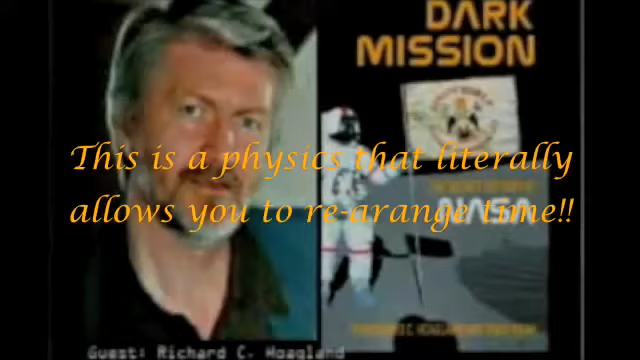 DARK
MISSION
This is a physics that literally
allows you to re-arange time!!
NASA
Guest: Richard C. Hoagland